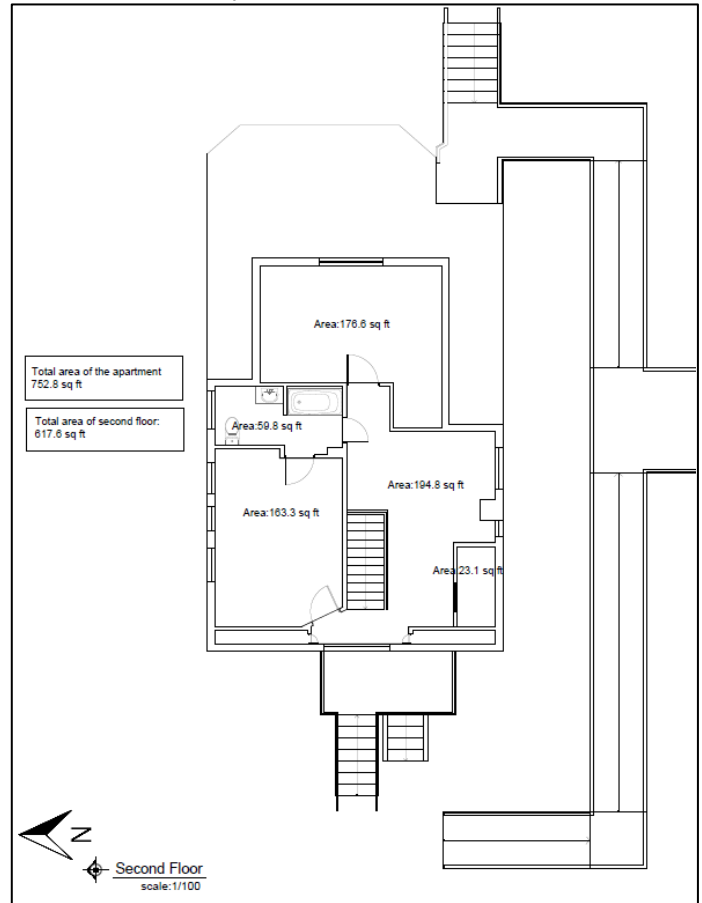 Area:176.6 sq ft
Total area of the apartment
752.8 sq ft
Total area of second floor:
617.6 sq ft
Area:59.8 sq ft
Area:194.8 sq ft
Area:163.3 sq ft
Area:23.1 sq ft
N
Second Floor
scale:1/100